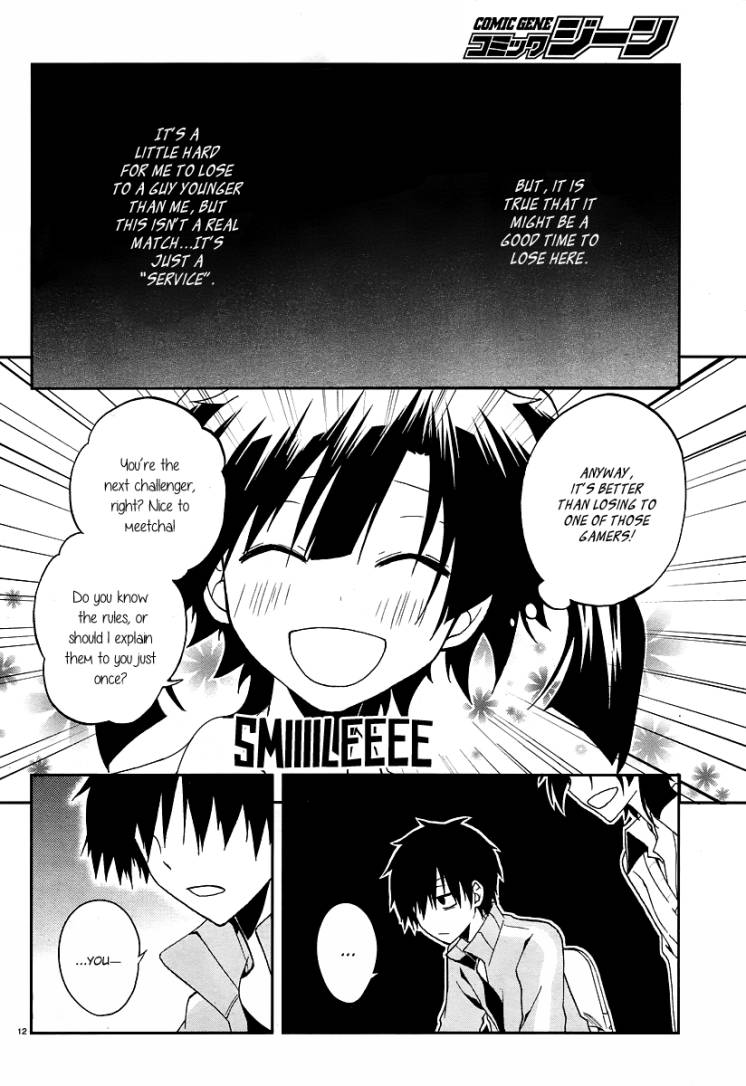 COMIC GENE
コミックジーン
BUT, IT IS
TRUE THAT IT
MIGHT BE A
GOOD TIME TO
LOSE HERE.
IT'S A
LITTLE HARD
FOR ME TO LOSE
TO A GUY YOUNGER
THAN ME, BUT
THIS ISN'T A REAL
MATCH...IT'S
JUST A
"SERVICE".
ANYWAY,
IT'S BETTER
THAN LOSING TO
ONE OF THOSE
GAMERS!
You're the
next challenger,
right? Nice to
meetcha!
Do you know
the rules, or
should I explain
them to you just
once?
SMIIIILEEEE
...
...YOU—
12